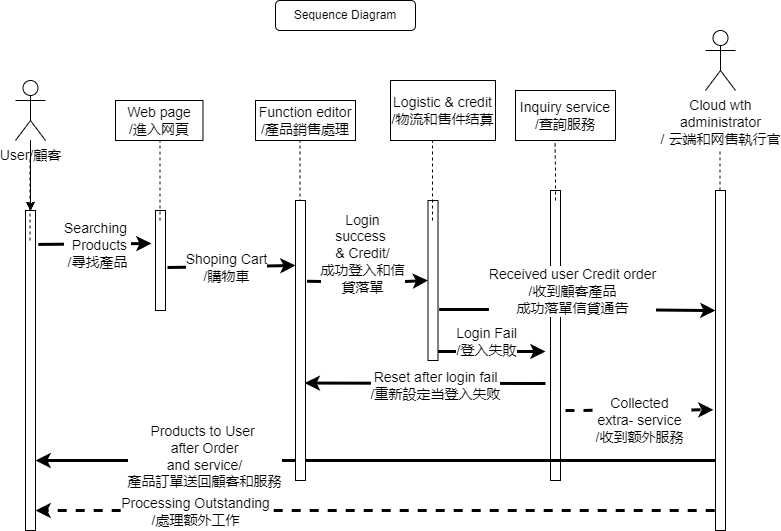 Sequence Diagram
User/顧客
Web page
/進入网頁
Function editor
/產品銷售處理
Logistic & credit
/物流和售件结算
Inquiry service
/查詢服務
Cloud wth
administrator
/ 云端和网售執行官
Searching
Products
/尋找產品
Shoping Cart
/購物車
Login
success
& Credit/
成功登入和信
貸落單
Received user Credit order
/收到顧客產品
成功落單信貸通告
Login Fail
/登入失敗
Reset after login fail
/重新設定当登入失败
Collected
extra- service
/收到额外服務
Products to User
after Order
and service/
產品訂單送回顧客和服務
Processing Outstanding
/處理额外工作